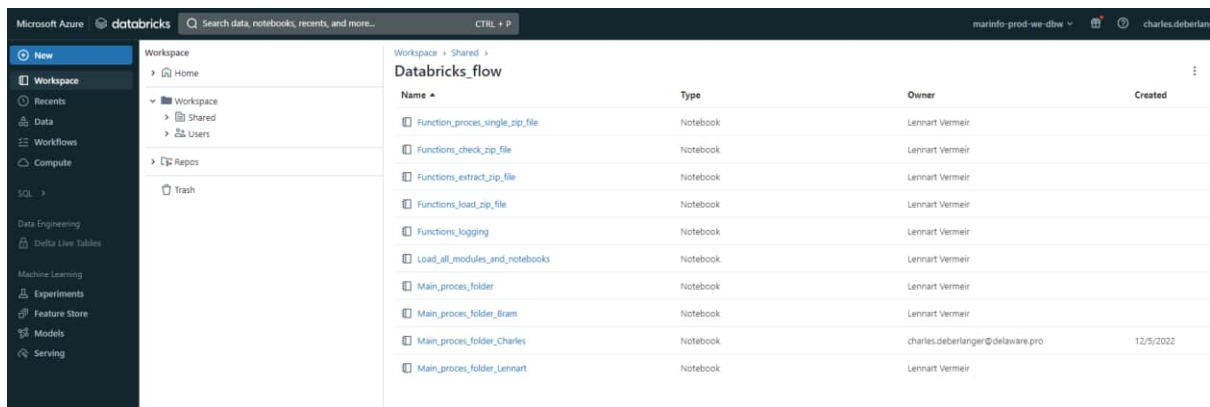 Microsoft Azure databricks Search data, notebooks, recents, and more... CTRL + P marinfo-prod-we-dbw charles.deberlan
New
Workspace
Recents
Data
Workflows
Compute
SQL
Data Engineering
Delta Live Tables
Machine Learning
Experiments
Feature Store
Models
Serving
Workspace
Home
Workspace
Shared
Users
Repos
Trash
Workspace > Shared >
Databricks_flow
Name Type Owner Created
Function_proces_single_zip_file Notebook Lennart Vermeir
Functions_check_zip_file Notebook Lennart Vermeir
Functions_extract_zip_file Notebook Lennart Vermeir
Functions_load_zip_file Notebook Lennart Vermeir
Functions_logging Notebook Lennart Vermeir
Load_all_modules_and_notebooks Notebook Lennart Vermeir
Main_proces_folder Notebook Lennart Vermeir
Main_proces_folder_Bram Notebook Lennart Vermeir
Main_proces_folder_Charles Notebook charles.deberlanger@delaware.pro 12/5/2022
Main_proces_folder_Lennart Notebook Lennart Vermeir